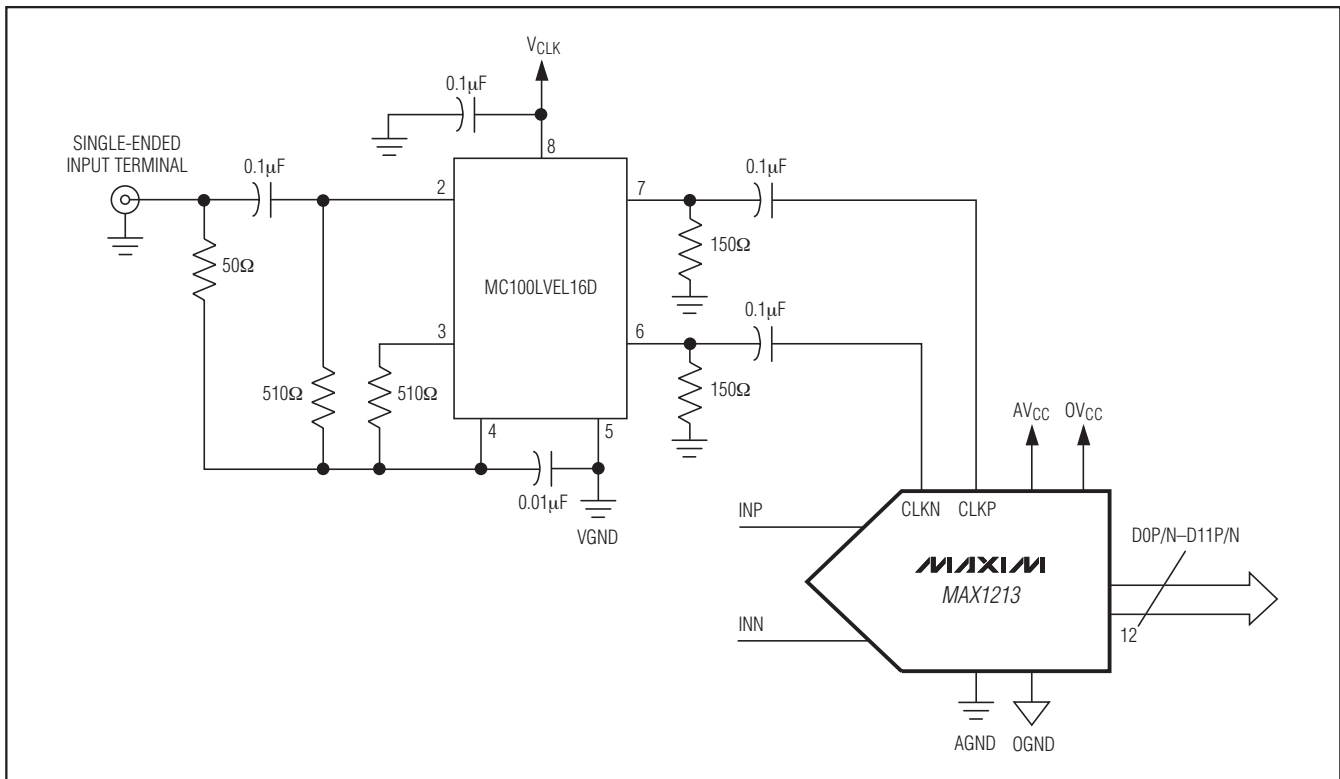 V_CLK
0.1μF
8
SINGLE-ENDED
INPUT TERMINAL
0.1μF
2
7
0.1μF
50Ω
150Ω
MC100LVEL16D
3
6
0.1μF
510Ω
510Ω
150Ω
4
5
0.01μF
VGND
AV_CC
OV_CC
INP
CLKN
CLKP
D0P/N–D11P/N
MAXIM
MAX1213
INN
12
AGND
OGND